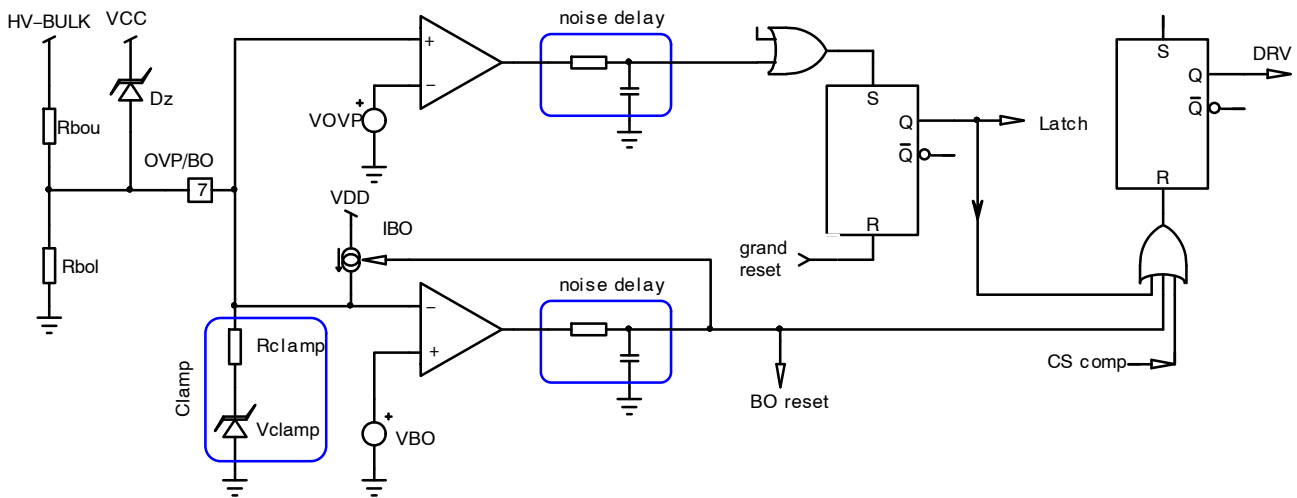 HV−BULK
VCC
noise delay
S
DRV
Q
Dz
+
−
Rbou
VOVP
+
S
Q
OVP/BO
Q
Latch
Q
7
R
VDD
IBO
R
grand
reset
Rbol
noise delay
−
+
Rclamp
Clamp
CS comp
BO reset
Vclamp
+
VBO